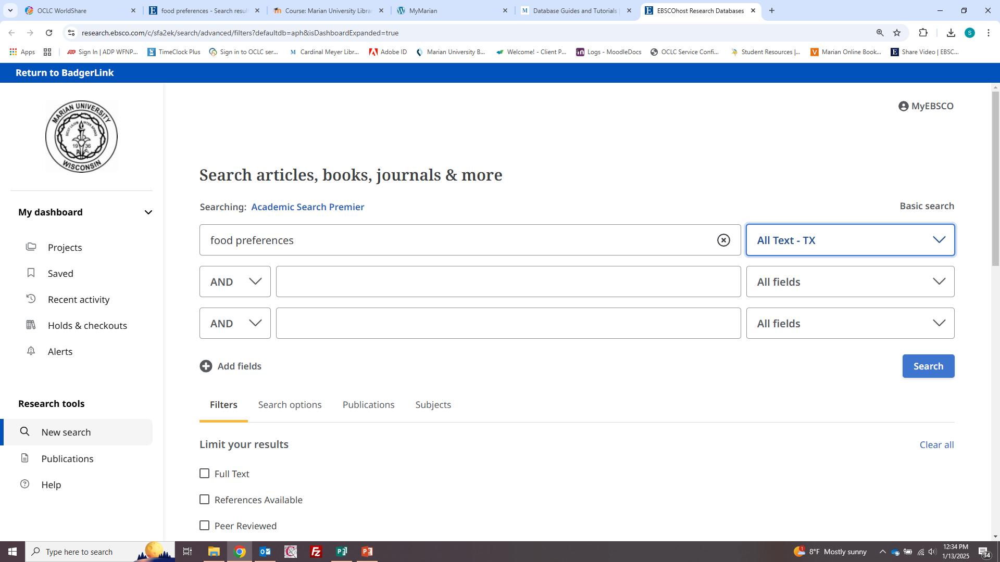 OCLC WorldShare
food preferences - Search resul
Course: Marian University Libra
MyMarian
Database Guides and Tutorials
EBSCOhost Research Databases
research.ebsco.com/c/sfa2ek/search/advanced/filters?defaultdb=aph&isDashboardExpanded=true
S
Apps
Sign In | ADP WFNP...
TimeClock Plus
Sign in to OCLC ser...
Cardinal Meyer Libr...
Adobe ID
Marian University B...
Welcome! - Client P...
Logs - MoodleDocs
OCLC Service Confi...
Student Resources |...
Marian Online Book...
Share Video | EBSC...
Return to BadgerLink
MARIAN UNIVERSITY
SICUT LILIUM INTER SPINAS
1936
WISCONSIN
MyEBSCO
Search articles, books, journals & more
Searching: Academic Search Premier
Basic search
food preferences
All Text - TX
AND
All fields
AND
All fields
Add fields
Search
My dashboard
Projects
Saved
Recent activity
Holds & checkouts
Alerts
Research tools
New search
Publications
Help
Filters
Search options
Publications
Subjects
Limit your results
Clear all
Full Text
References Available
Peer Reviewed
Type here to search
1
8°F Mostly sunny
12:34 PM
1/13/2025
34